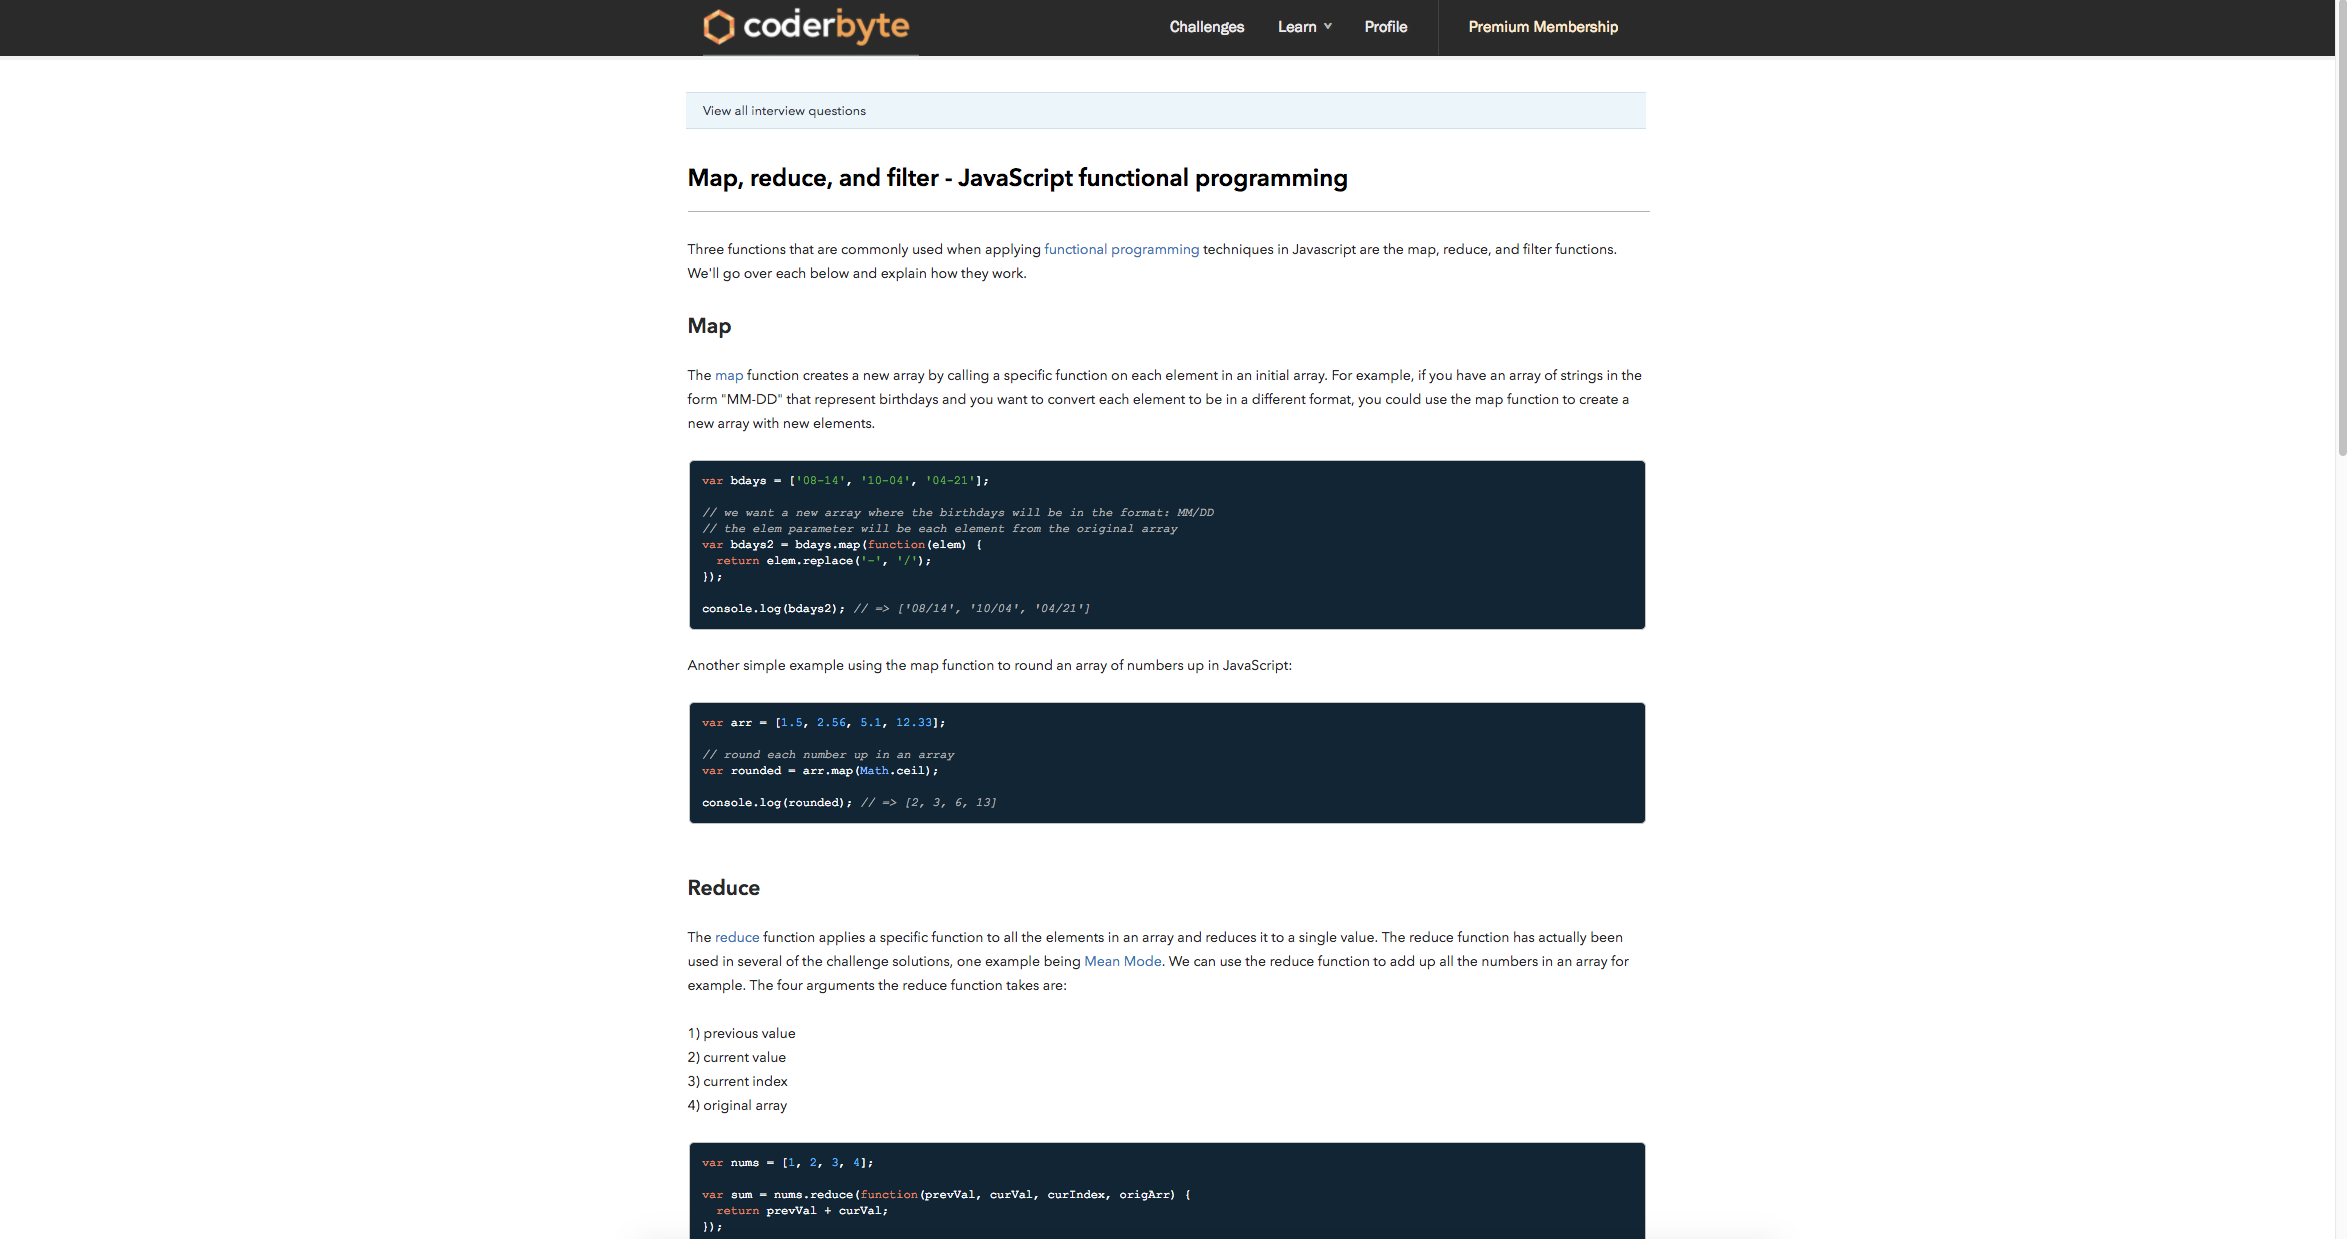 coderbyte
Challenges Learn Profile Premium Membership
View all interview questions
Map, reduce, and filter - JavaScript functional programming
Three functions that are commonly used when applying functional programming techniques in Javascript are the map, reduce, and filter functions.
We'll go over each below and explain how they work.
Map
The map function creates a new array by calling a specific function on each element in an initial array. For example, if you have an array of strings in the
form "MM-DD" that represent birthdays and you want to convert each element to be in a different format, you could use the map function to create a
new array with new elements.
var bdays = ['08-14', '10-04', '04-21'];
// we want a new array where the birthdays will be in the format: MM/DD
// the elem parameter will be each element from the original array
var bdays2 = bdays.map(function(elem) {
  return elem.replace('-', '/');
});
console.log(bdays2); // => ['08/14', '10/04', '04/21']
Another simple example using the map function to round an array of numbers up in JavaScript:
var arr = [1.5, 2.56, 5.1, 12.33];
// round each number up in an array
var rounded = arr.map(Math.ceil);
console.log(rounded); // => [2, 3, 6, 13]
Reduce
The reduce function applies a specific function to all the elements in an array and reduces it to a single value. The reduce function has actually been
used in several of the challenge solutions, one example being Mean Mode. We can use the reduce function to add up all the numbers in an array for
example. The four arguments the reduce function takes are:
1) previous value
2) current value
3) current index
4) original array
var nums = [1, 2, 3, 4];
var sum = nums.reduce(function(prevVal, curVal, curIndex, origArr) {
  return prevVal + curVal;
});